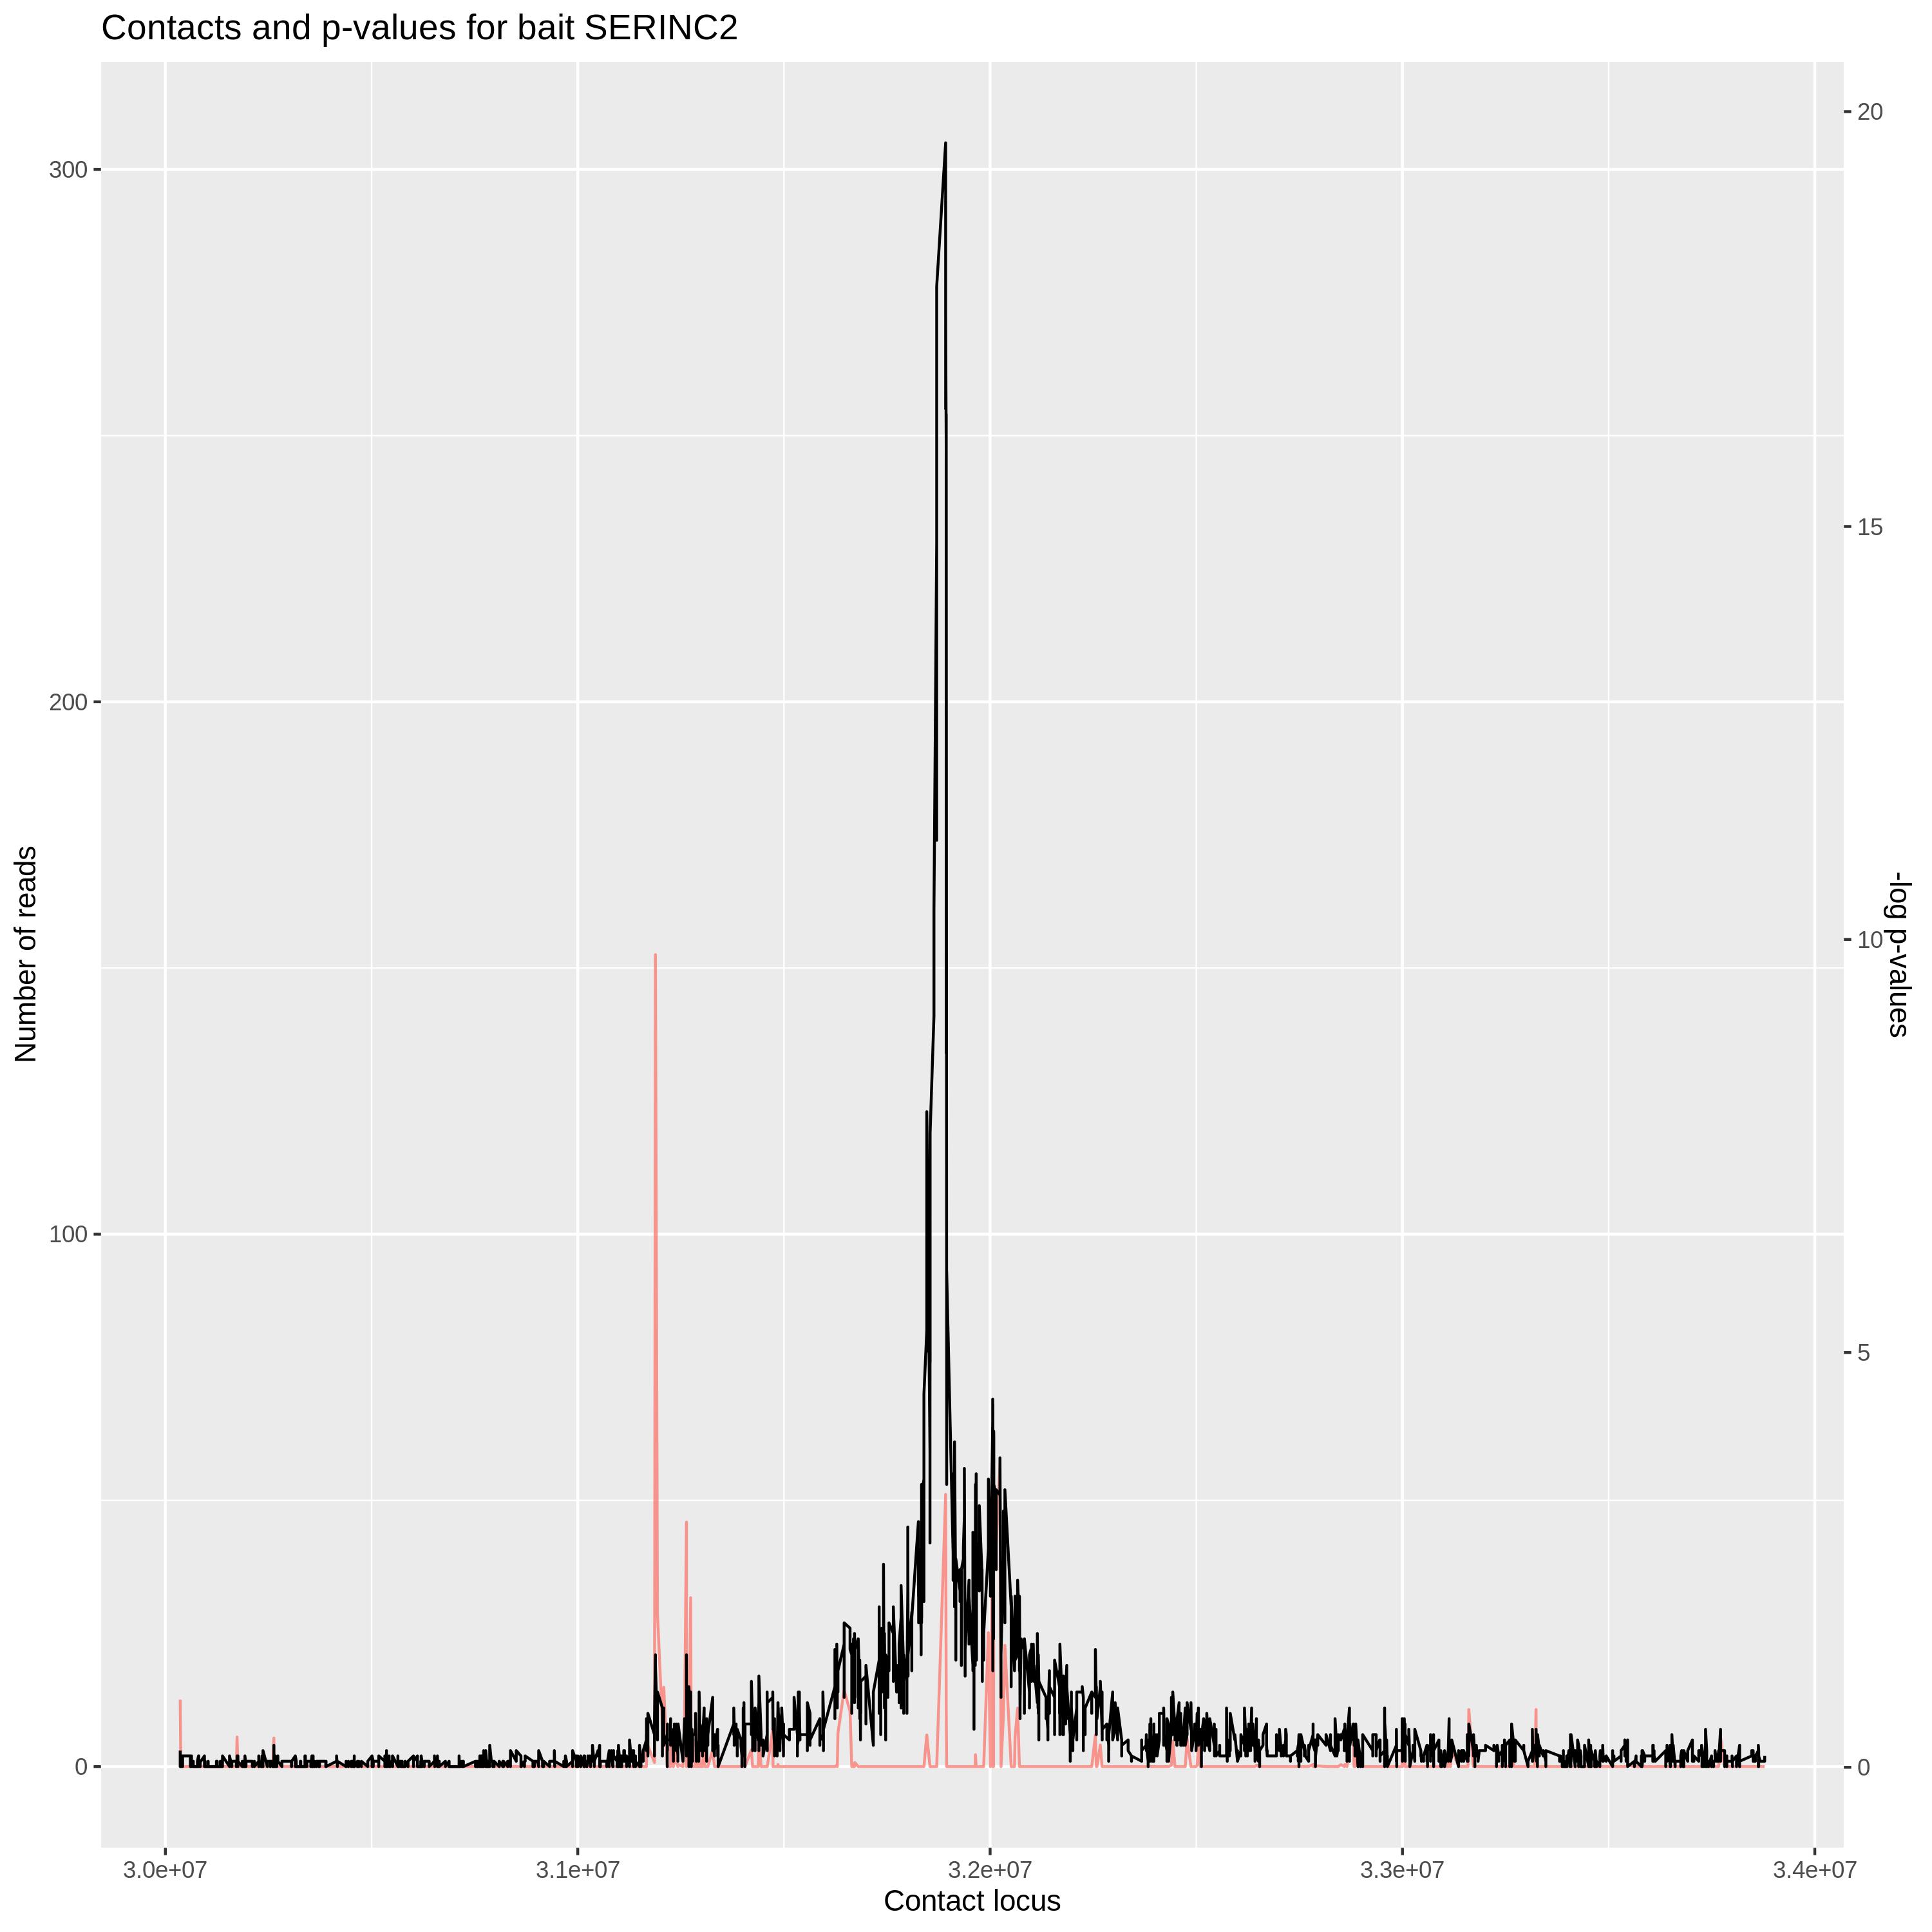 Contacts and p-values for bait SERINC2
300
200
100
0
Number of reads
20
15
10
5
0
-log p-values
3.0e+07
3.1e+07
3.2e+07
3.3e+07
3.4e+07
Contact locus